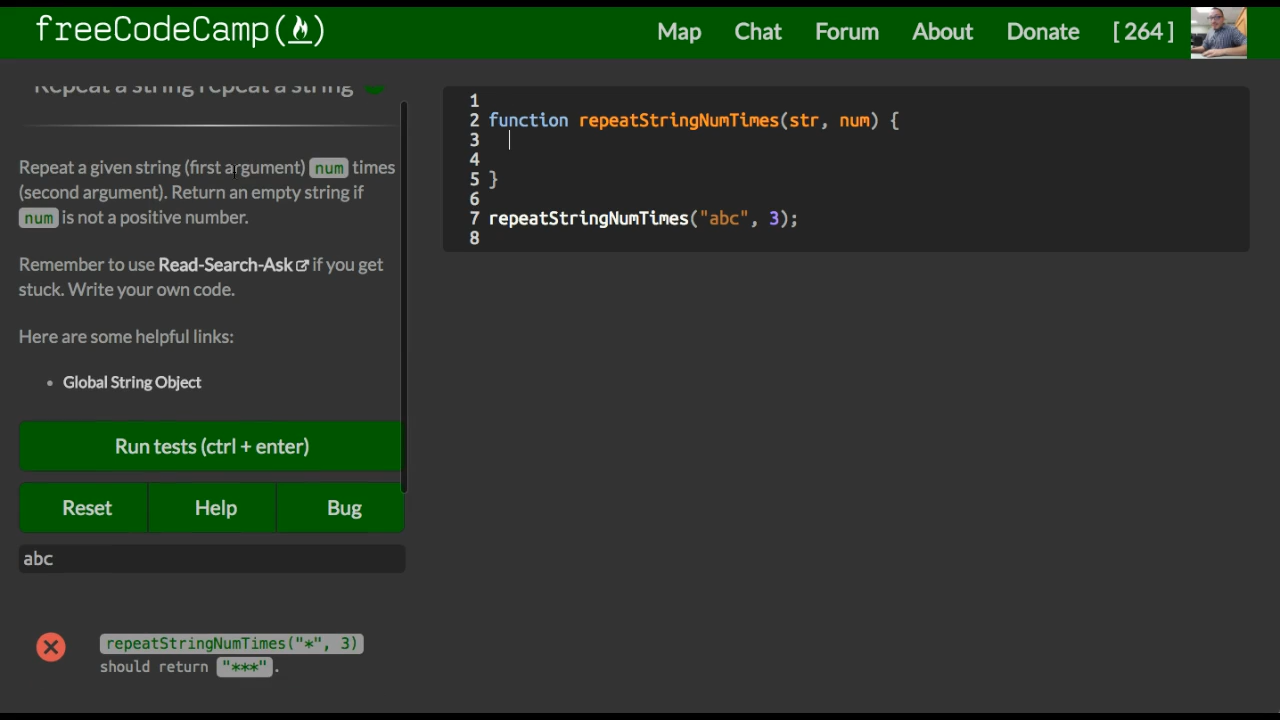 freeCodeCamp(🔥)
Map Chat Forum About Donate [ 264 ]
Repeat a string repeat a string
Repeat a given string (first argument) num times
(second argument). Return an empty string if
num is not a positive number.
Remember to use Read-Search-Ask if you get
stuck. Write your own code.
Here are some helpful links:
• Global String Object
Run tests (ctrl + enter)
Reset Help Bug
abc
repeatStringNumTimes("*", 3)
should return "***".
1
2 function repeatStringNumTimes(str, num) {
3
4
5 }
6
7 repeatStringNumTimes("abc", 3);
8